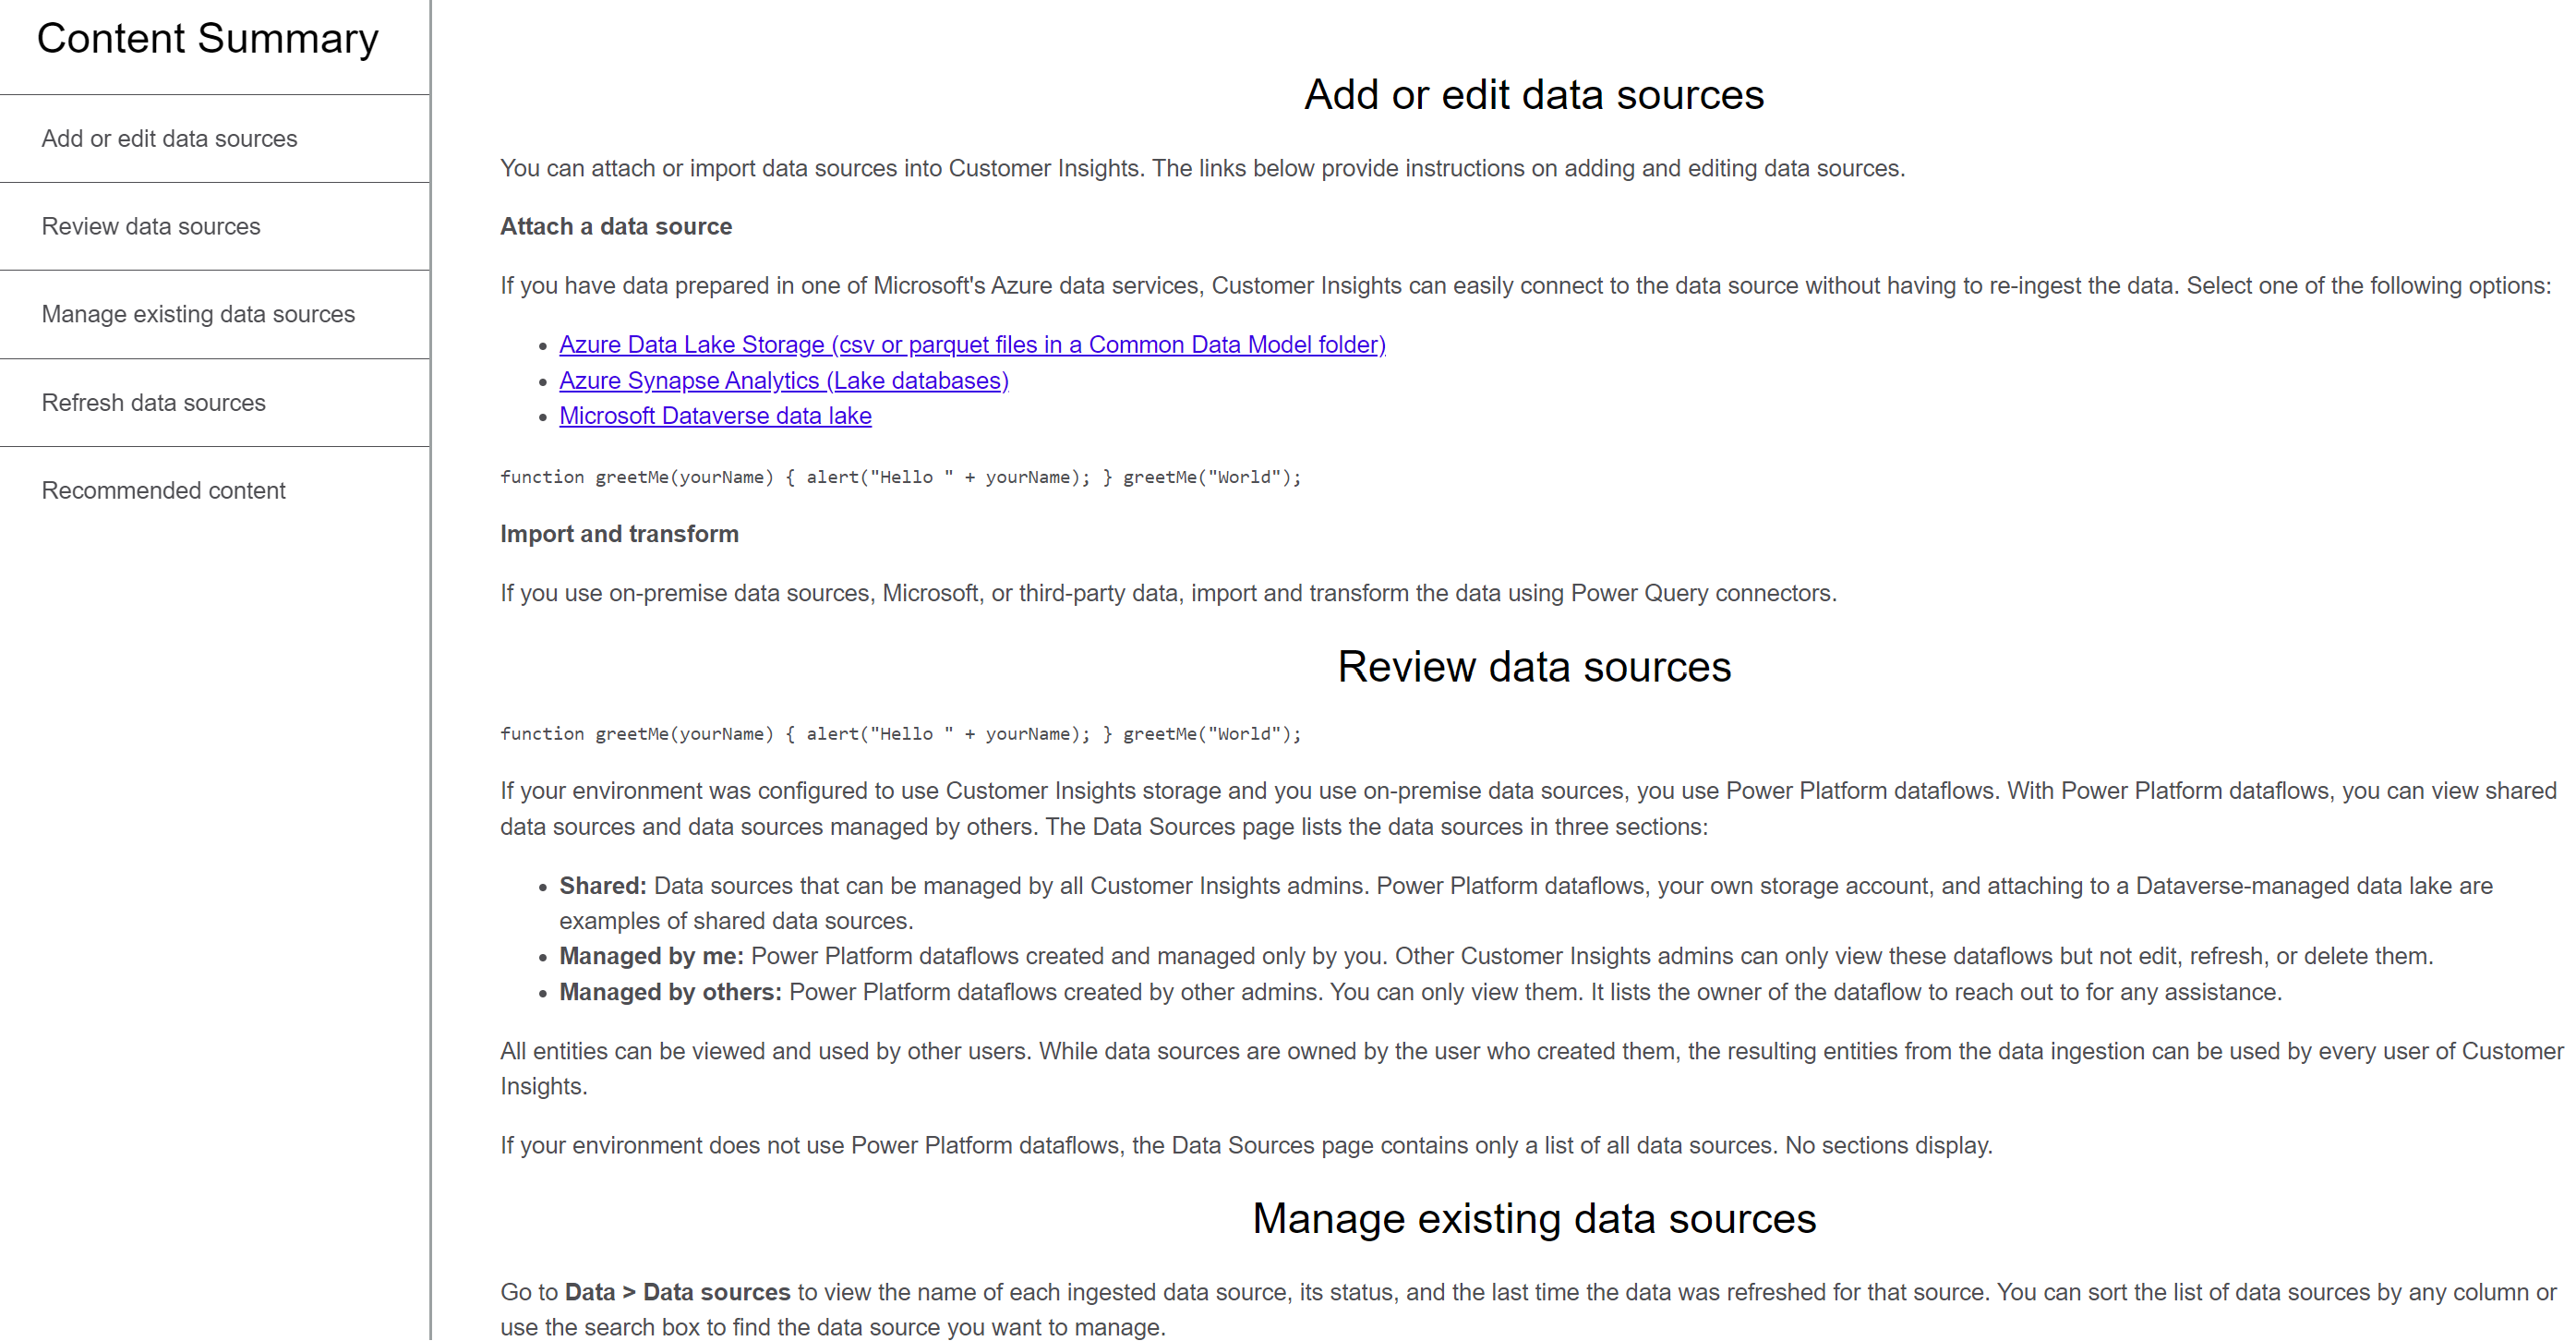 Content Summary
Add or edit data sources
Review data sources
Manage existing data sources
Refresh data sources
Recommended content
Add or edit data sources
You can attach or import data sources into Customer Insights. The links below provide instructions on adding and editing data sources.
Attach a data source
If you have data prepared in one of Microsoft's Azure data services, Customer Insights can easily connect to the data source without having to re-ingest the data. Select one of the following options:
• Azure Data Lake Storage (csv or parquet files in a Common Data Model folder)
• Azure Synapse Analytics (Lake databases)
• Microsoft Dataverse data lake
function greetMe(yourName) { alert("Hello " + yourName); } greetMe("World");
Import and transform
If you use on-premise data sources, Microsoft, or third-party data, import and transform the data using Power Query connectors.
Review data sources
function greetMe(yourName) { alert("Hello " + yourName); } greetMe("World");
If your environment was configured to use Customer Insights storage and you use on-premise data sources, you use Power Platform dataflows. With Power Platform dataflows, you can view shared
data sources and data sources managed by others. The Data Sources page lists the data sources in three sections:
• Shared: Data sources that can be managed by all Customer Insights admins. Power Platform dataflows, your own storage account, and attaching to a Dataverse-managed data lake are
examples of shared data sources.
• Managed by me: Power Platform dataflows created and managed only by you. Other Customer Insights admins can only view these dataflows but not edit, refresh, or delete them.
• Managed by others: Power Platform dataflows created by other admins. You can only view them. It lists the owner of the dataflow to reach out to for any assistance.
All entities can be viewed and used by other users. While data sources are owned by the user who created them, the resulting entities from the data ingestion can be used by every user of Customer
Insights.
If your environment does not use Power Platform dataflows, the Data Sources page contains only a list of all data sources. No sections display.
Manage existing data sources
Go to Data > Data sources to view the name of each ingested data source, its status, and the last time the data was refreshed for that source. You can sort the list of data sources by any column or
use the search box to find the data source you want to manage.